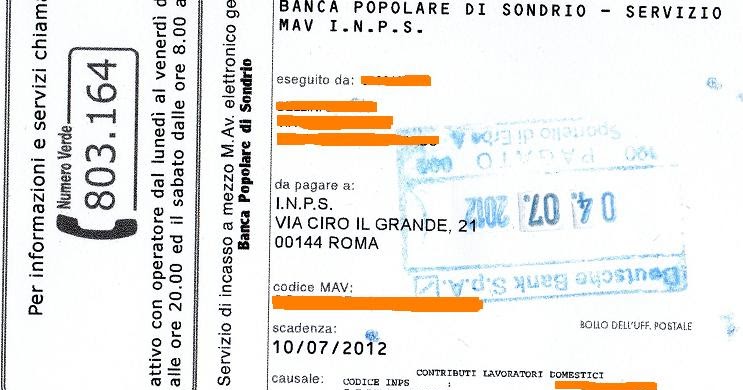 Per informazioni e servizi chiama
Numero Verde
803.164
attivo con operatore dal lunedì al venerdì d
alle ore 20.00 ed il sabato dalle ore 8.00 a
Servizio di incasso a mezzo M.Av. elettronico ge
Banca Popolare di Sondrio
BANCA POPOLARE DI SONDRIO - SERVIZIO
MAV I.N.P.S.
eseguito da:
da pagare a:
I.N.P.S.
VIA CIRO IL GRANDE, 21
00144 ROMA
codice MAV:
scadenza:
10/07/2012
causale:
CONTRIBUTI LAVORATORI DOMESTICI
CODICE INPS :
BOLLO DELL'UFF. POSTALE
Deutsche Bank S.p.A.
04.07.2012
PAGATO
Sportello di Erba A